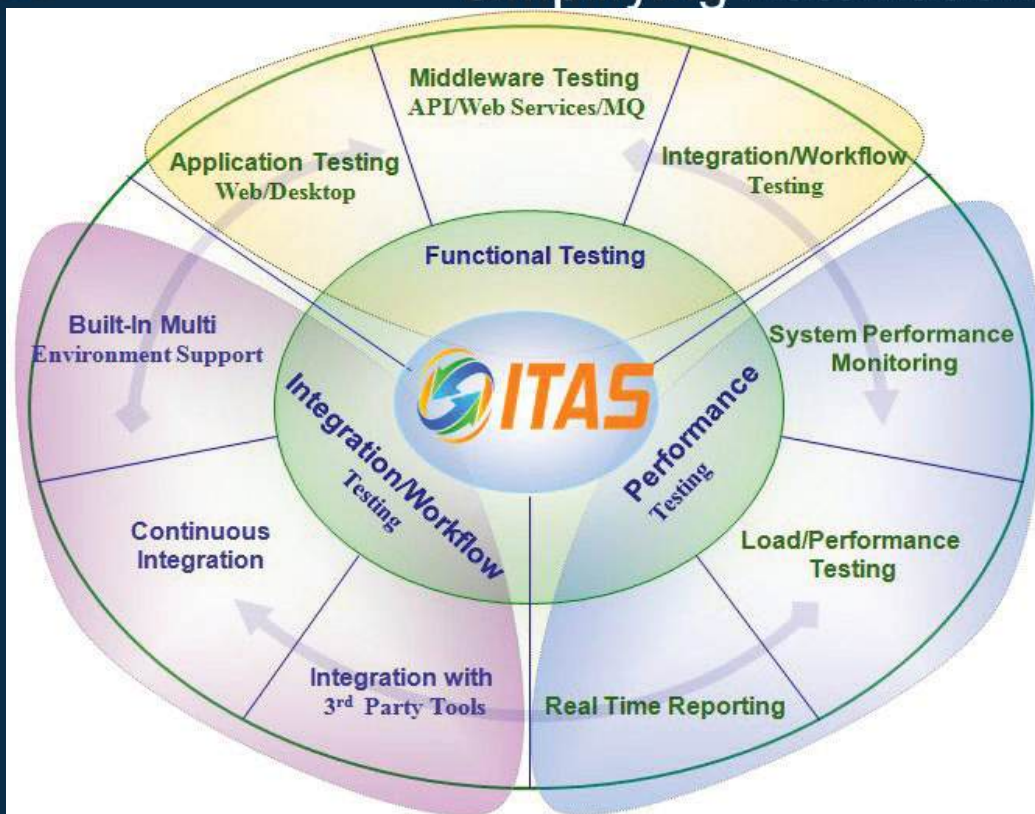 Middleware Testing
API/Web Services/MQ
Application Testing
Web/Desktop
Integration/Workflow
Testing
Functional Testing
Built-In Multi
Environment Support
System Performance
Monitoring
ITAS
Integration/Workflow
Testing
Performance
Testing
Continuous
Integration
Load/Performance
Testing
Integration with
3rd Party Tools
Real Time Reporting